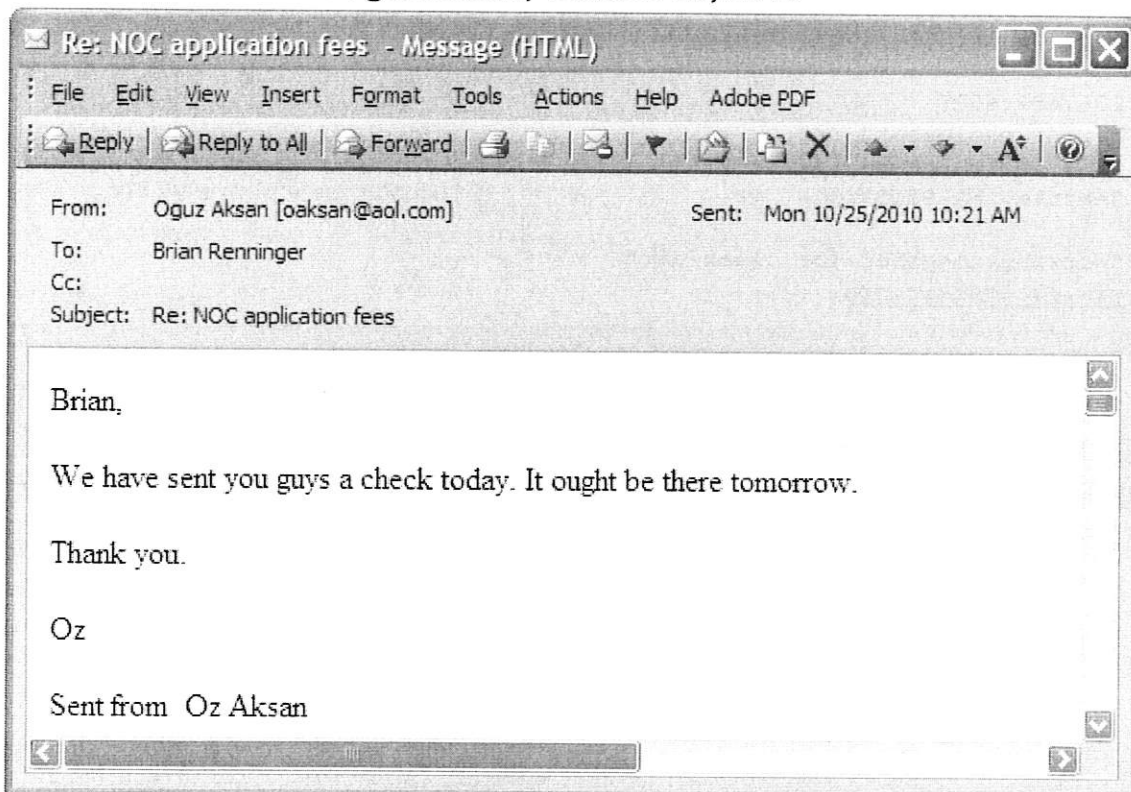 Re: NOC application fees - Message (HTML)
File Edit View Insert Format Tools Actions Help Adobe PDF
Reply Reply to All Forward
From: Oguz Aksan [oaksan@aol.com] Sent: Mon 10/25/2010 10:21 AM
To: Brian Renninger
Cc:
Subject: Re: NOC application fees
Brian,
We have sent you guys a check today. It ought be there tomorrow.
Thank you.
Oz
Sent from Oz Aksan